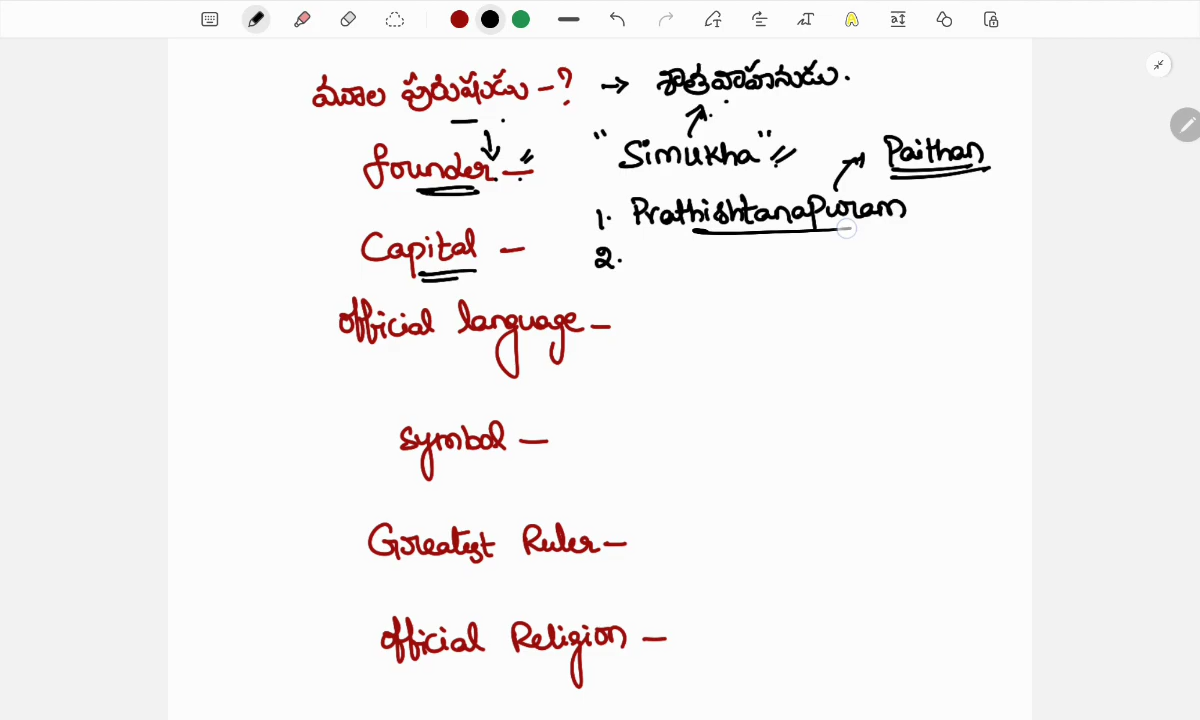 మూల పురుషుడు -? → శాతవాహనుడు.
Founder - "Simukha"
Paithan
Capital - 1. Prathishtanapuram
2.
Official language -
Symbol -
Greatest Ruler -
Official Religion -